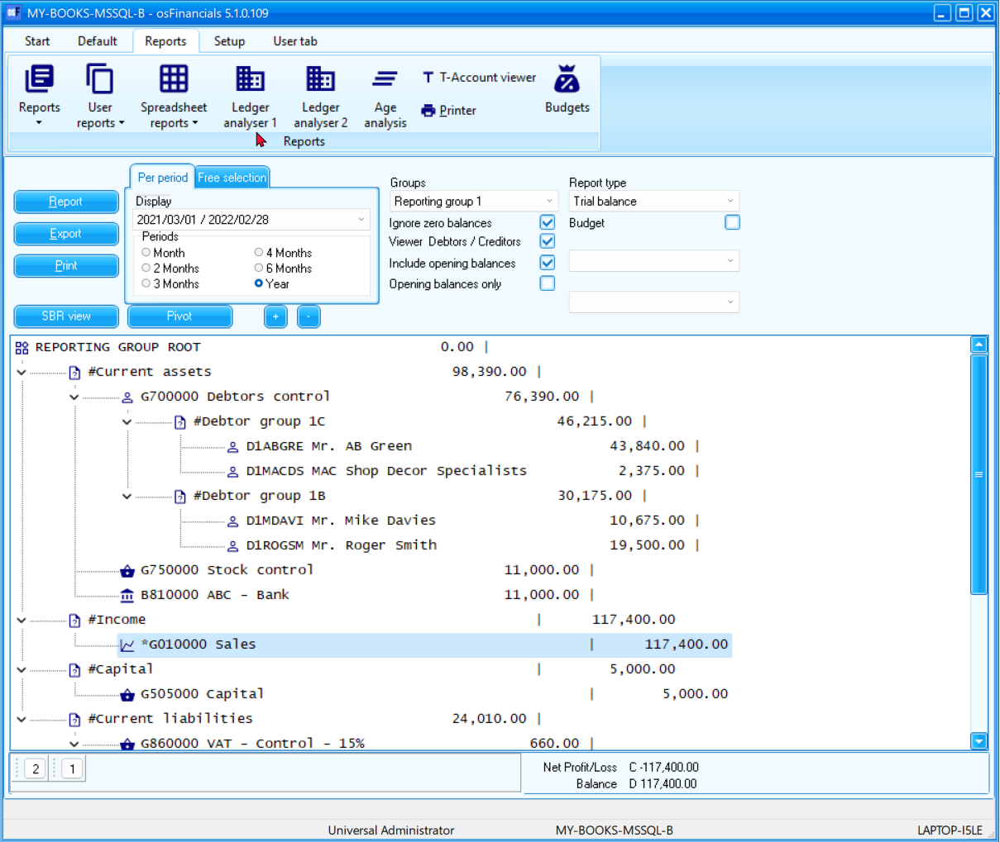 MY-BOOKS-MSSQL-B - osFinancials 5.1.0.109
Start Default Reports Setup User tab
Reports
User reports
Spreadsheet reports
Ledger analyser 1
Ledger analyser 2
Age analysis
T-Account viewer
Printer
Budgets
Reports
Report
Export
Print
SBR view
Pivot
+
-
Per period
Free selection
Display
2021/03/01 / 2022/02/28
Periods
Month
4 Months
2 Months
6 Months
3 Months
Year
Groups
Reporting group 1
Ignore zero balances
Viewer Debtors / Creditors
Include opening balances
Opening balances only
Report type
Trial balance
Budget
REPORTING GROUP ROOT 0.00 |
#Current assets 98,390.00 |
G700000 Debtors control 76,390.00 |
#Debtor group 1C 46,215.00 |
D1ABGRE Mr. AB Green 43,840.00 |
D1MACDS MAC Shop Decor Specialists 2,375.00 |
#Debtor group 1B 30,175.00 |
D1MDAVI Mr. Mike Davies 10,675.00 |
D1ROGSM Mr. Roger Smith 19,500.00 |
G750000 Stock control 11,000.00 |
B810000 ABC - Bank 11,000.00 |
#Income | 117,400.00
*G010000 Sales | 117,400.00
#Capital | 5,000.00
G505000 Capital | 5,000.00
#Current liabilities 24,010.00 |
G860000 VAT - Control - 15% 660.00 |
2 1
Net Profit/Loss C -117,400.00
Balance D 117,400.00
Universal Administrator MY-BOOKS-MSSQL-B LAPTOP-I5LE